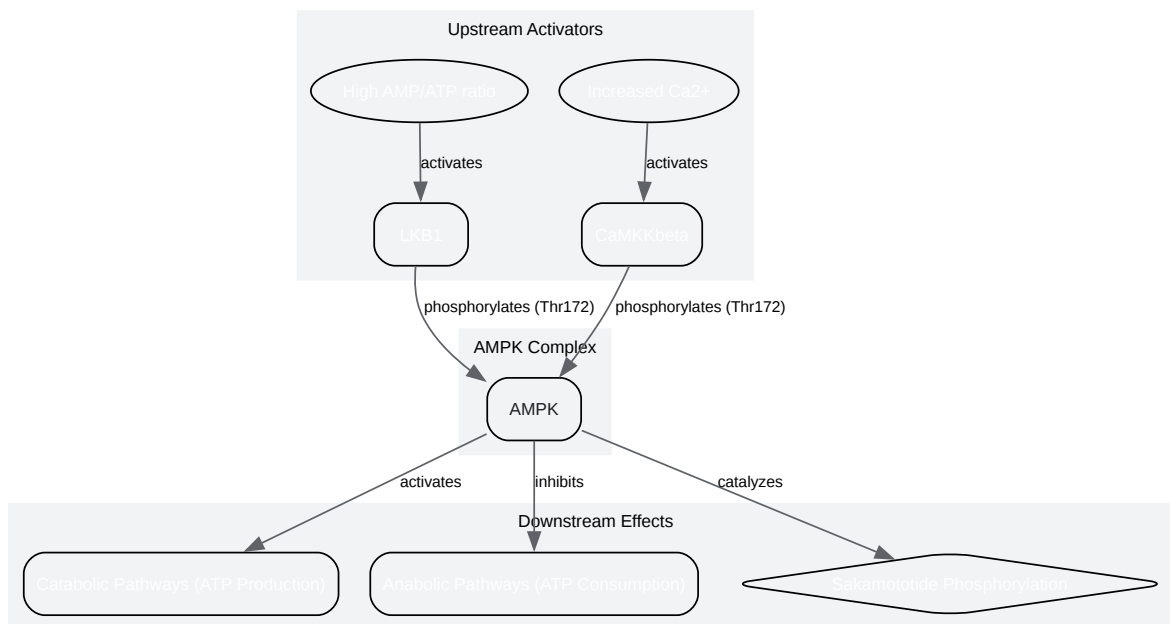 Upstream Activators
High AMP/ATP ratio
Increased Ca2+
activates
activates
LKB1
CaMKKbeta
phosphorylates (Thr172)
phosphorylates (Thr172)
AMPK Complex
AMPK
activates
inhibits
catalyzes
Downstream Effects
Catabolic Pathways (ATP Production)
Anabolic Pathways (ATP Consumption)
Sakamototide Phosphorylation